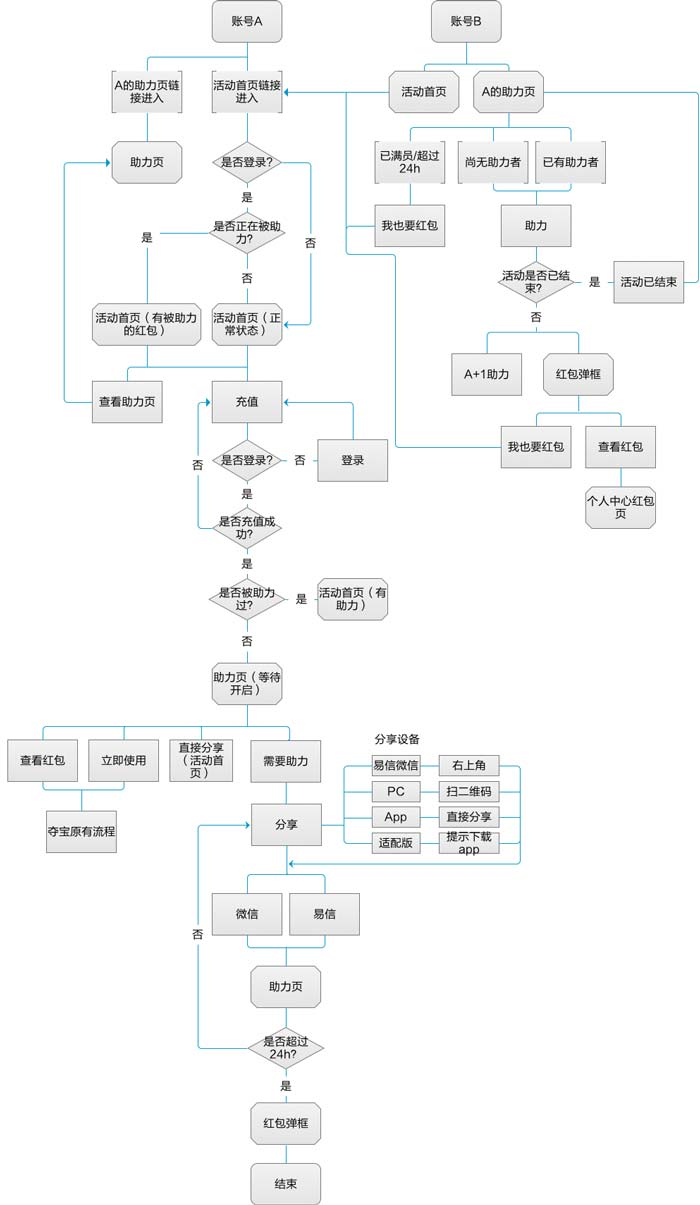 账号A
账号B
A的助力页链
接进入
活动首页链接
进入
活动首页
A的助力页
助力页
是否登录?
已满员/超过
24h
尚无助力者
已有助力者
是
是否正在被助
力?
是
否
我也要红包
助力
否
活动是否已结
束?
是
活动已结束
活动首页（有被助力
的红包）
活动首页（正
常状态）
否
A+1助力
红包弹框
查看助力页
充值
否
是否登录?
否
登录
我也要红包
查看红包
是
个人中心红包
页
是否充值成
功?
是
是否被助力
过?
是
活动首页（有
助力）
否
助力页（等待
开启）
查看红包
立即使用
直接分享
（活动首
页）
需要助力
分享设备
易信微信
右上角
PC
扫二维码
App
直接分享
适配版
提示下载
app
夺宝原有流程
分享
微信
易信
否
助力页
是否超过
24h?
是
红包弹框
结束